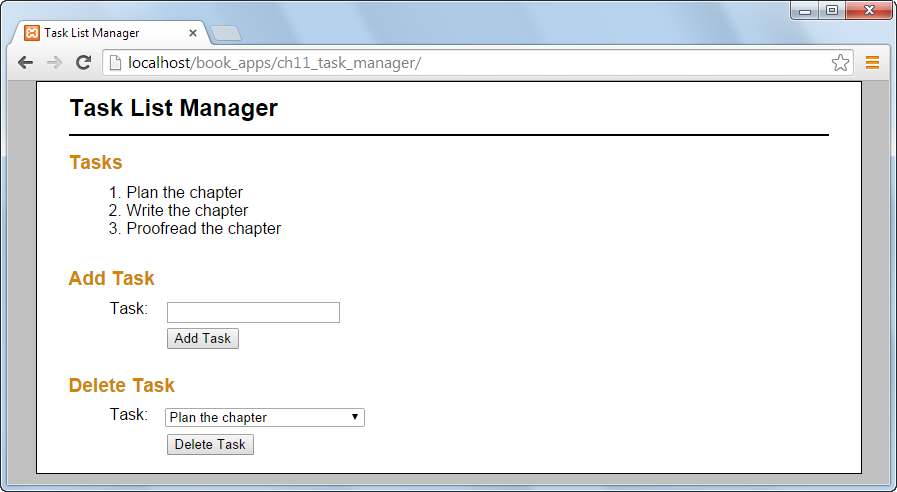 Task List Manager
localhost/book_apps/ch11_task_manager/
Task List Manager
Tasks
1. Plan the chapter
2. Write the chapter
3. Proofread the chapter
Add Task
Task:
Add Task
Delete Task
Task: Plan the chapter
Delete Task